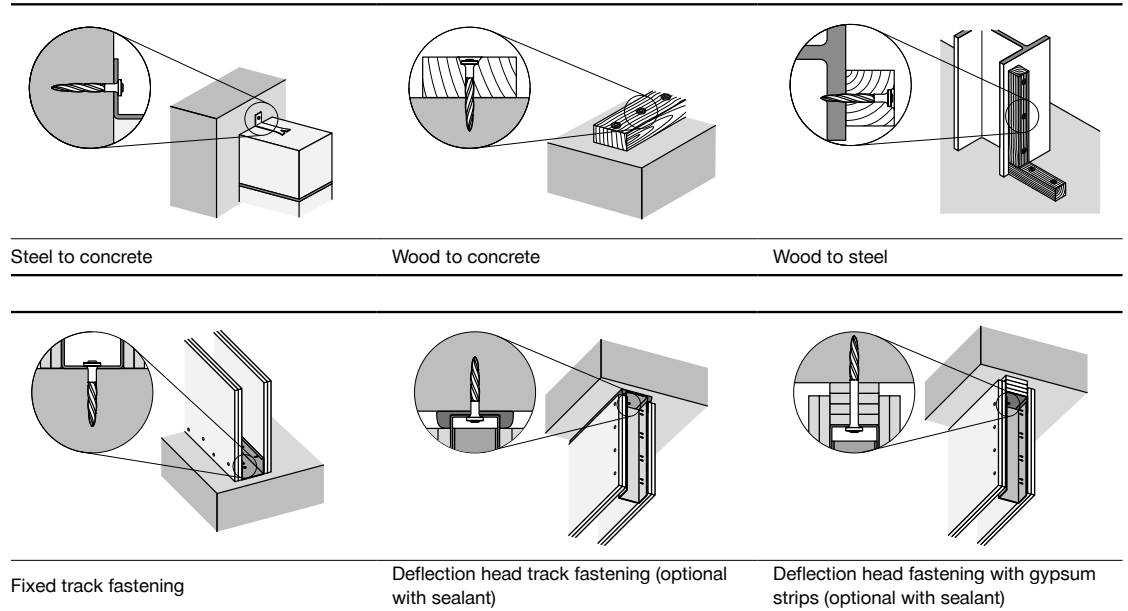 Steel to concrete
Wood to concrete
Wood to steel
Fixed track fastening
Deflection head track fastening (optional
with sealant)
Deflection head fastening with gypsum
strips (optional with sealant)